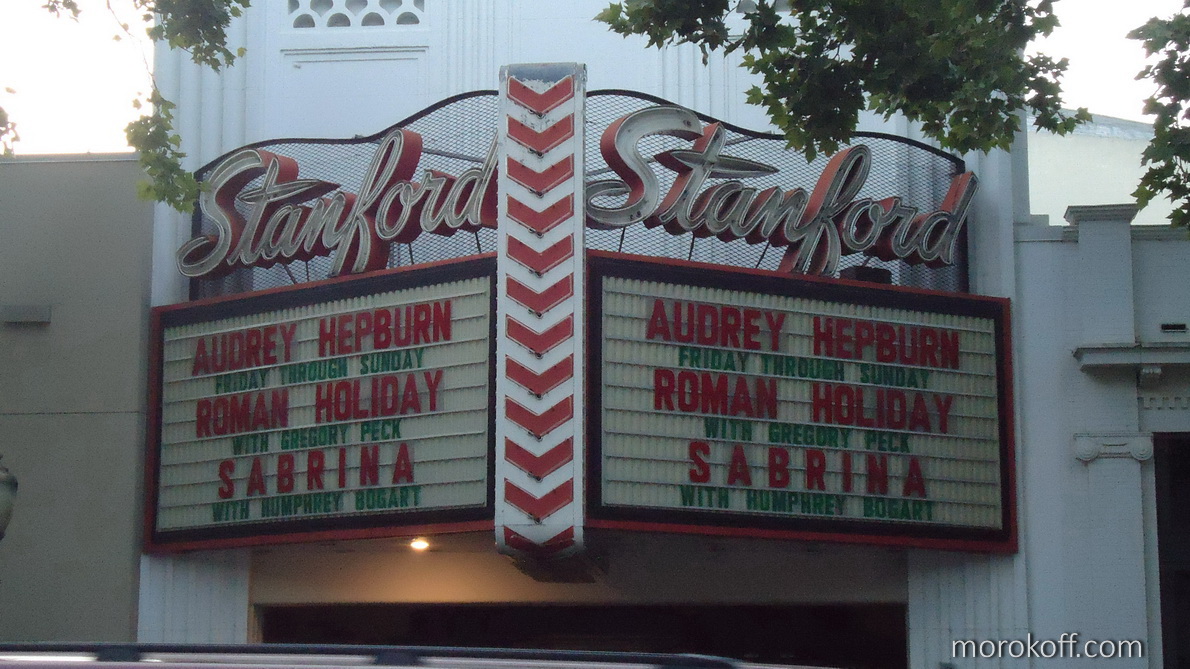 Stanford
AUDREY HEPBURN
FRIDAY THROUGH SUNDAY
ROMAN HOLIDAY
WITH GREGORY PECK
SABRINA
WITH HUMPHREY BOGART
Stanford
AUDREY HEPBURN
FRIDAY THROUGH SUNDAY
ROMAN HOLIDAY
WITH GREGORY PECK
SABRINA
WITH HUMPHREY BOGART
morokoff.com